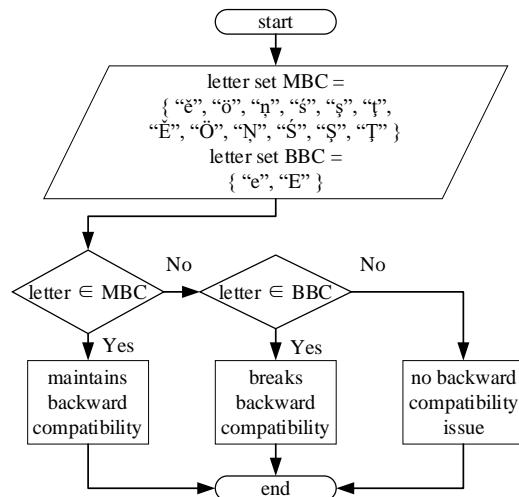 start
letter set MBC =
{ “ĕ”, “ö”, “ņ”, “ś”, “ş”, “ţ”,
“Ĕ”, “Ö”, “Ņ”, “Ś”, “Ş”, “Ţ” }
letter set BBC =
{ “e”, “E” }
letter ∈ MBC
No
letter ∈ BBC
No
Yes
Yes
maintains
backward
compatibility
breaks
backward
compatibility
no backward
compatibility
issue
end